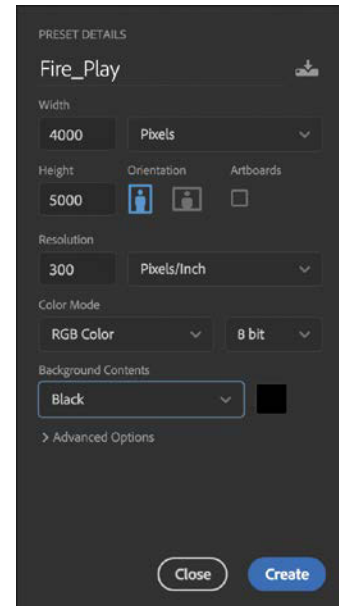 PRESET DETAILS
Fire_Play
Width
4000 Pixels
Height Orientation Artboards
5000
Resolution
300 Pixels/Inch
Color Mode
RGB Color 8 bit
Background Contents
Black
> Advanced Options
Close Create